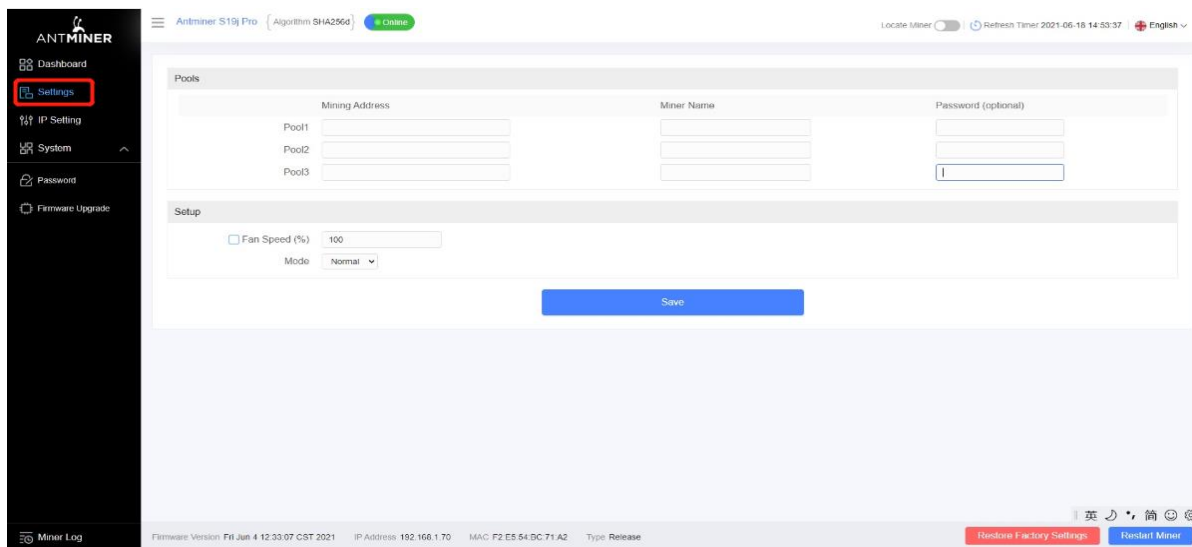 ANTMINER
Antminer S19j Pro { Algorithm SHA256d } Online
Locate Miner Refresh Timer 2021-06-18 14:53:37 English
Dashboard
Settings
IP Setting
System
Password
Firmware Upgrade
Pools
Mining Address Miner Name Password (optional)
Pool1
Pool2
Pool3
Setup
Fan Speed (%) 100
Mode Normal
Save
英 简
Miner Log
Firmware Version Fri Jun 4 12:33:07 CST 2021 IP Address 192.168.1.70 MAC F2:E5:54:BC:71:A2 Type Release
Restore Factory Settings Restart Miner